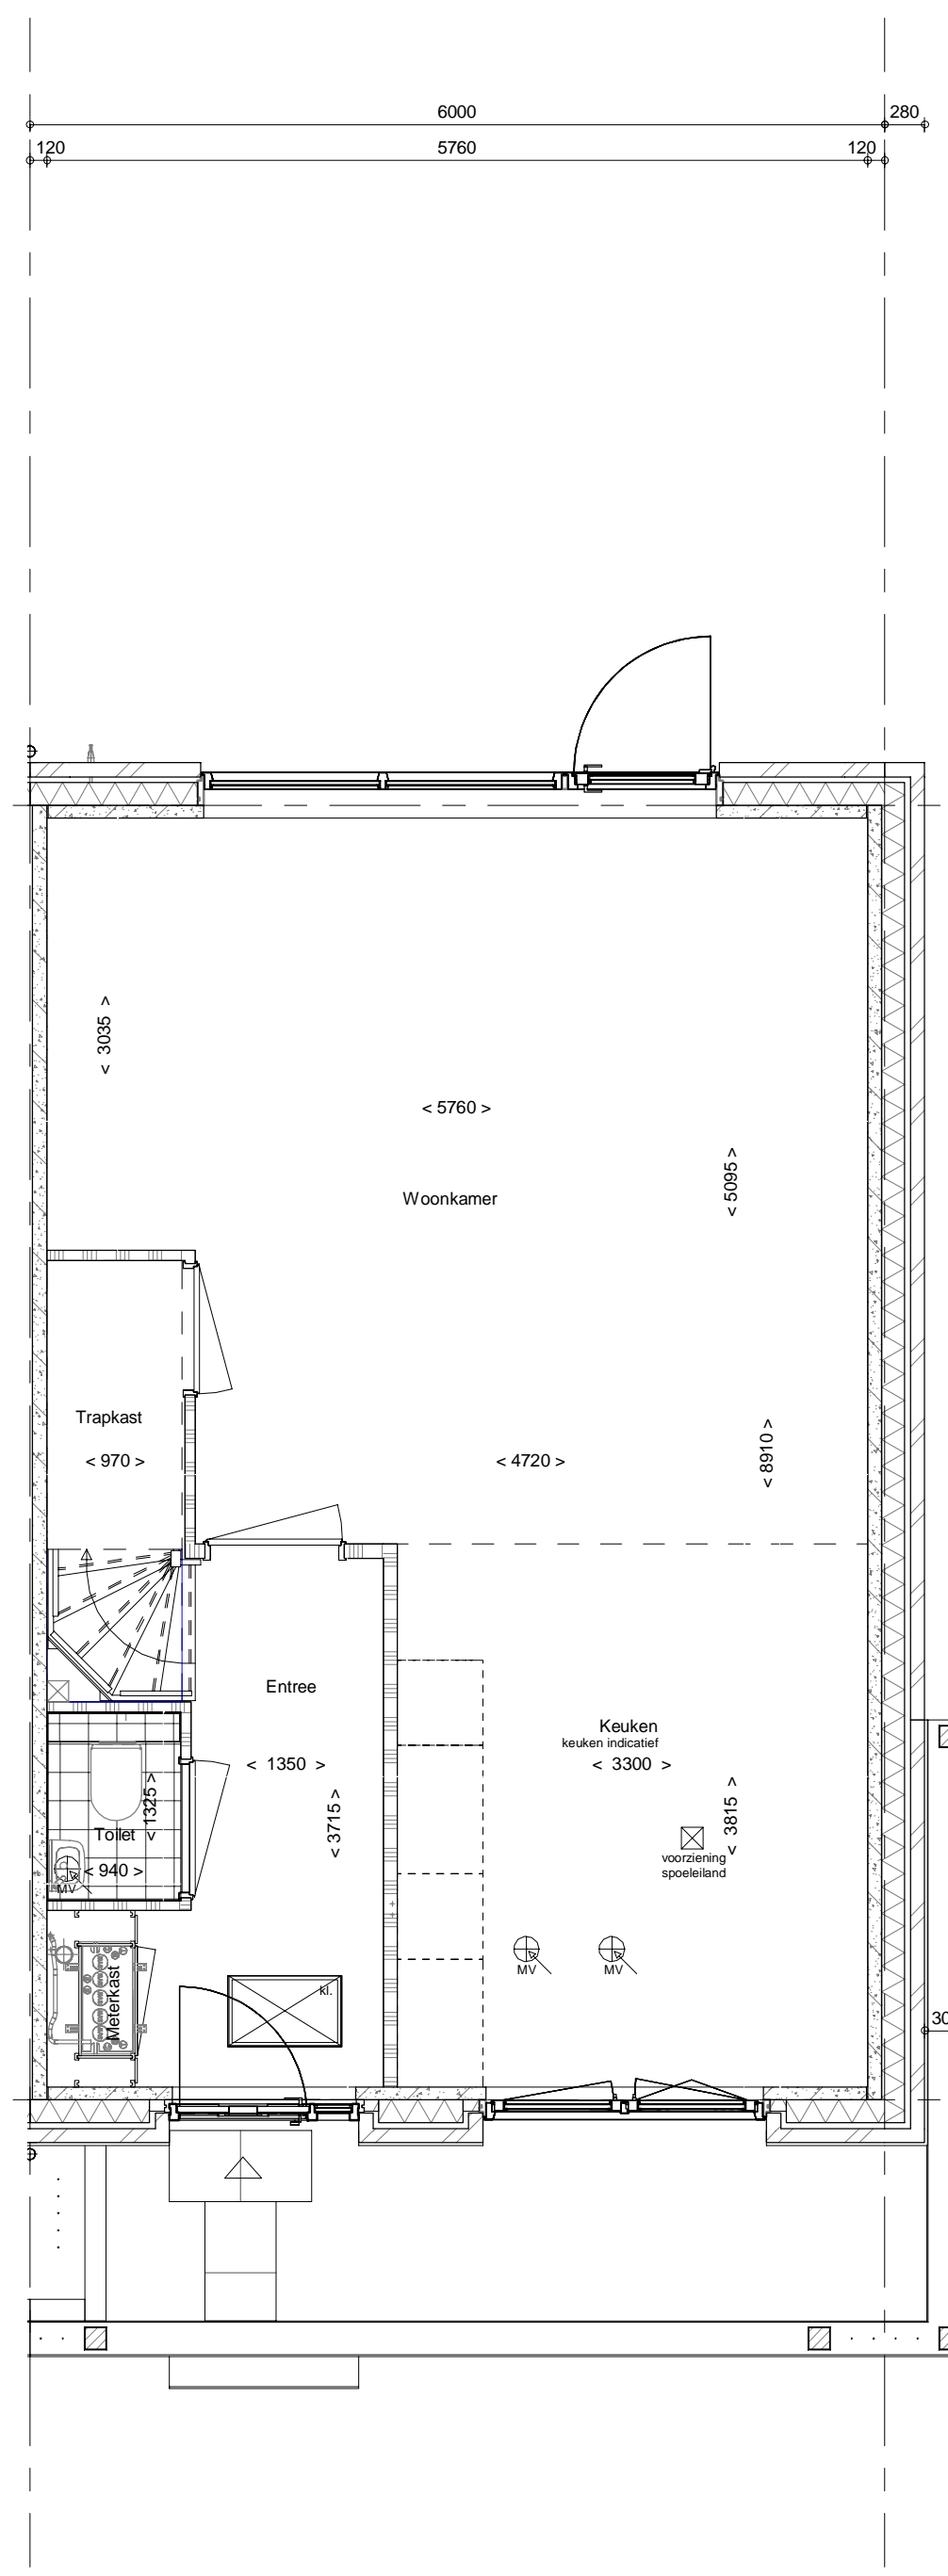 6000
280
120
5760
120
< 3035 >
< 5760 >
< 5095 >
Woonkamer
Trapkast
< 970 >
< 4720 >
< 8910 >
Entree
Keuken
keuken indicatief
< 1350 >
< 3300 >
< 1325 >
< 3715 >
< 3815 >
Toilet
voorziening
spoeleiland
< 940 >
MV
MV
MV
kl.
Meterkast
30